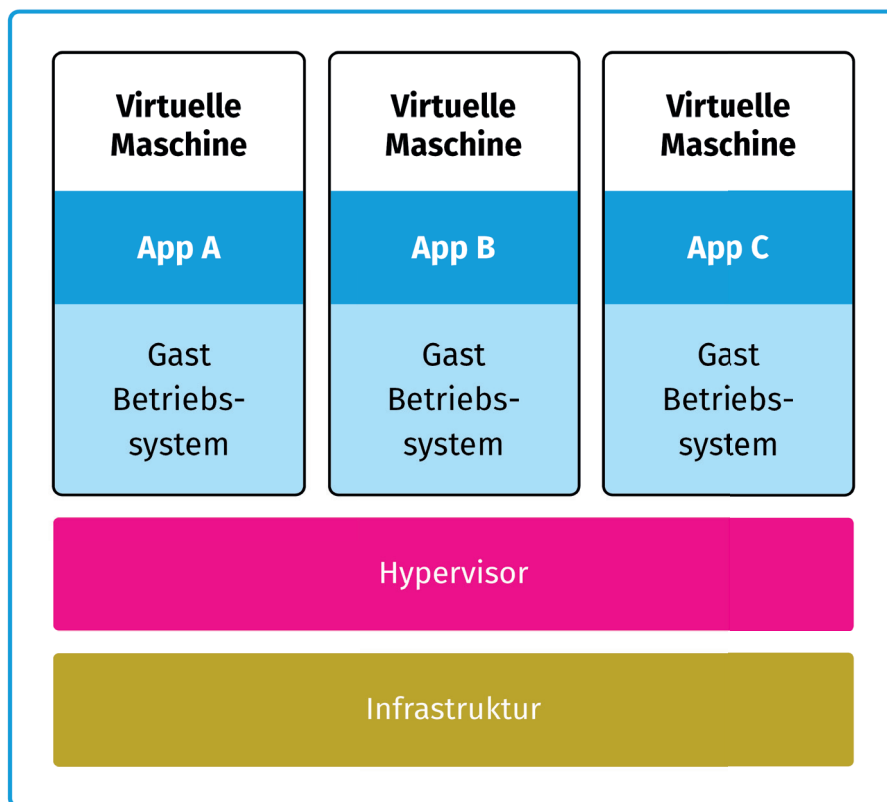 Virtuelle
Maschine
App A
Gast
Betriebs-
system
Virtuelle
Maschine
App B
Gast
Betriebs-
system
Virtuelle
Maschine
App C
Gast
Betriebs-
system
Hypervisor
Infrastruktur